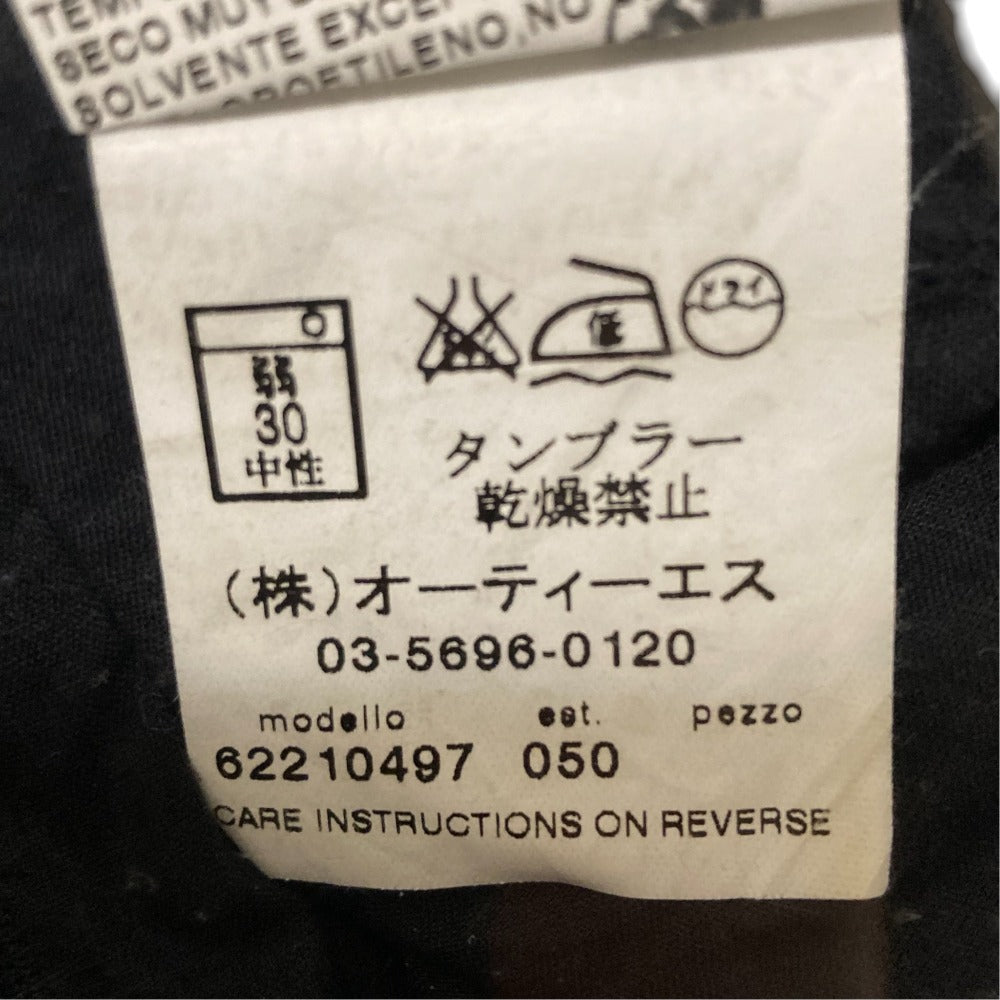 SECO MUY
SOLVENTE EXCEP
NO
弱
30
中性
低
ドライ
タンブラー
乾燥禁止
(株)オーティーエス
03-5696-0120
modello est. pezzo
62210497 050
CARE INSTRUCTIONS ON REVERSE